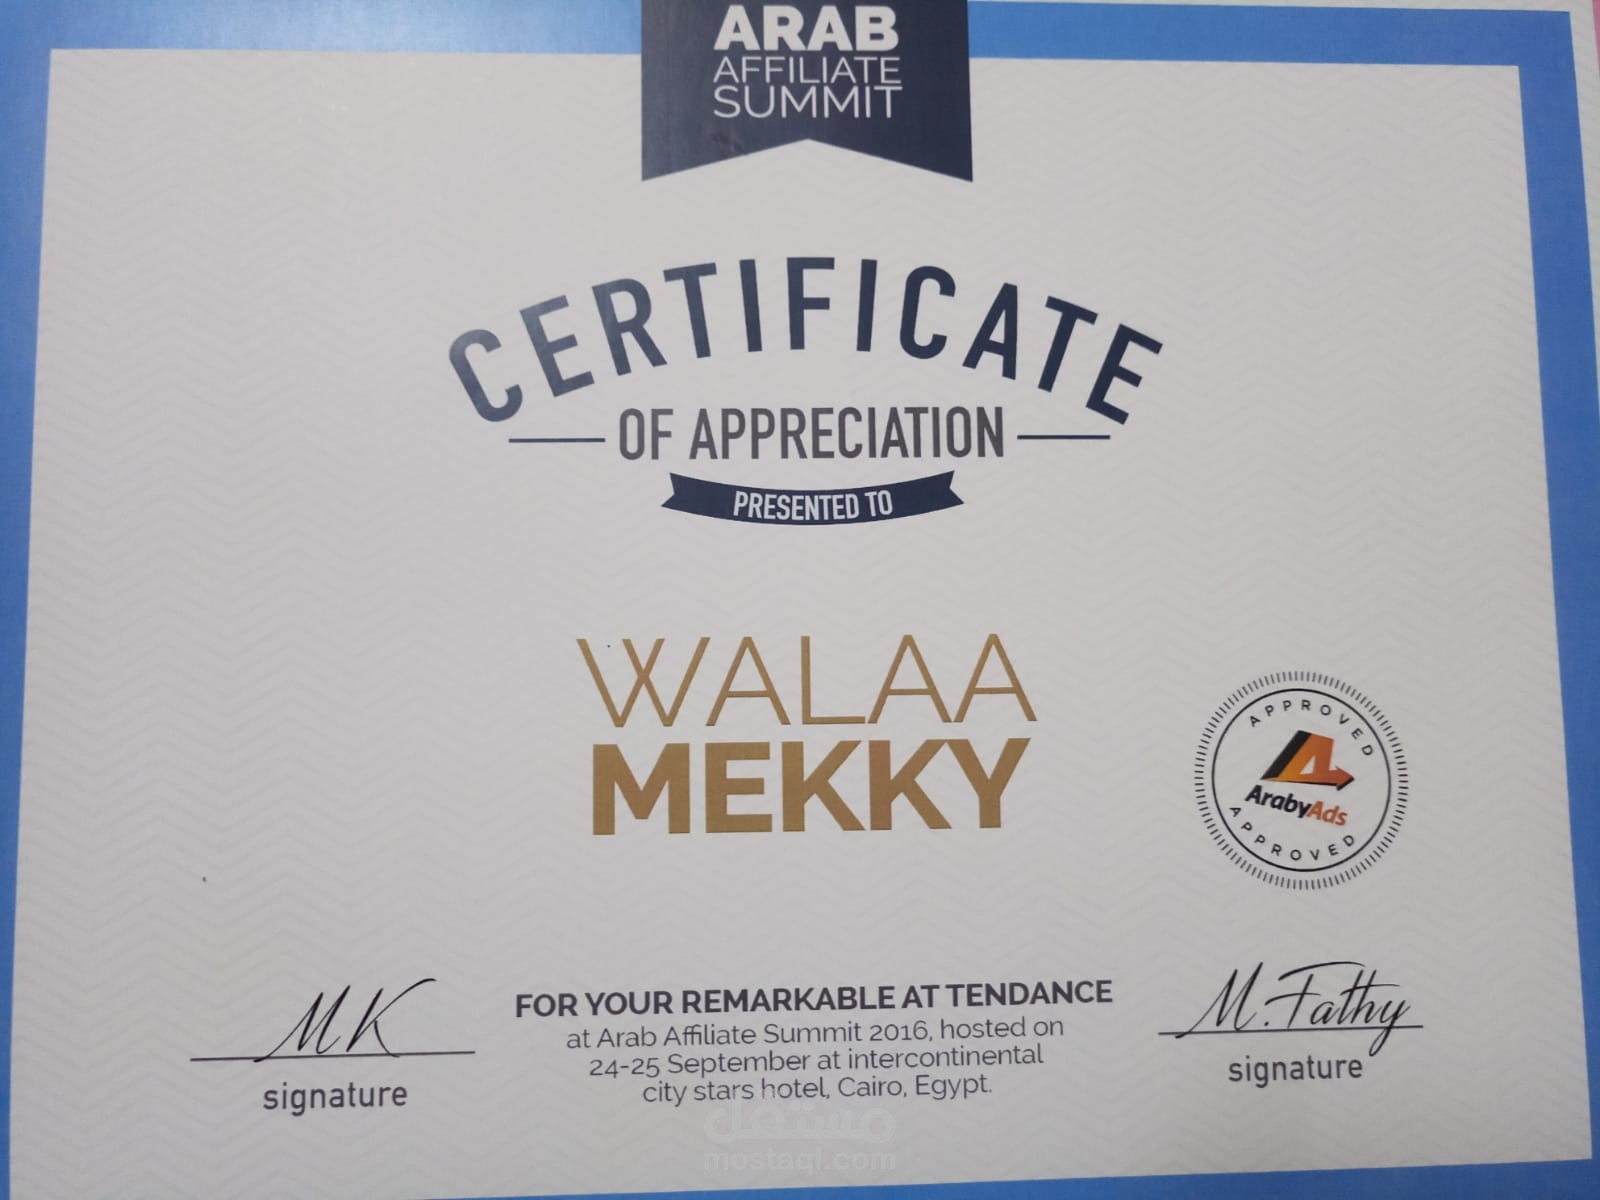 ARAB
AFFILIATE
SUMMIT
CERTIFICATE
OF APPRECIATION
PRESENTED TO
WALAA
MEKKY
APPROVED
ArabyAds
APPROVED
MK
signature
FOR YOUR REMARKABLE AT TENDANCE
at Arab Affiliate Summit 2016, hosted on
24-25 September at intercontinental
city stars hotel, Cairo, Egypt.
M.Fathy
signature
مستقل
mostaql.com